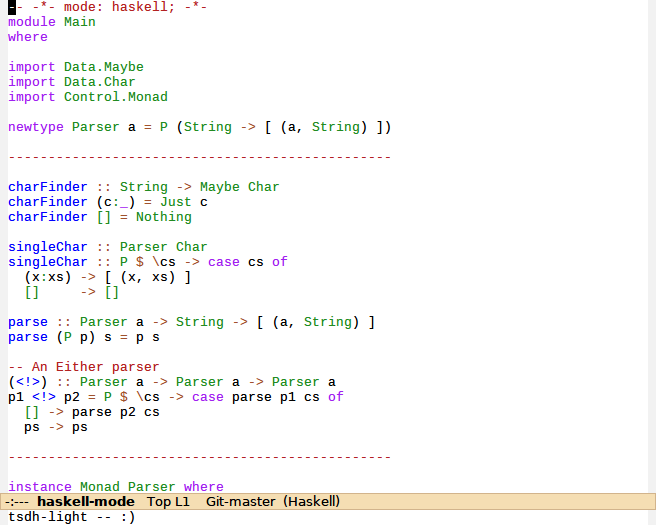 -- -*- mode: haskell; -*-
module Main
where

import Data.Maybe
import Data.Char
import Control.Monad

newtype Parser a = P (String -> [ (a, String) ])

------------------------------------------------

charFinder :: String -> Maybe Char
charFinder (c:_) = Just c
charFinder [] = Nothing

singleChar :: Parser Char
singleChar :: P $ \cs -> case cs of
  (x:xs) -> [ (x, xs) ]
  []     -> []

parse :: Parser a -> String -> [ (a, String) ]
parse (P p) s = p s

-- An Either parser
(<!>) :: Parser a -> Parser a -> Parser a
p1 <!> p2 = P $ \cs -> case parse p1 cs of
  [] -> parse p2 cs
  ps -> ps

------------------------------------------------

instance Monad Parser where
-:--- haskell-mode Top L1 Git-master (Haskell)
tsdh-light -- :)